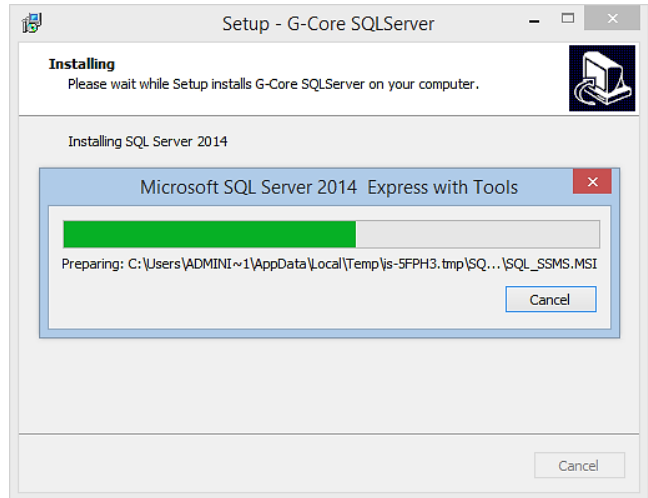 Setup - G-Core SQLServer
Installing
Please wait while Setup installs G-Core SQLServer on your computer.
Installing SQL Server 2014
Microsoft SQL Server 2014  Express with Tools
Preparing: C:\Users\ADMINI~1\AppData\Local\Temp\is-5FPH3.tmp\SQ...\SQL_SSMS.MSI
Cancel
Cancel